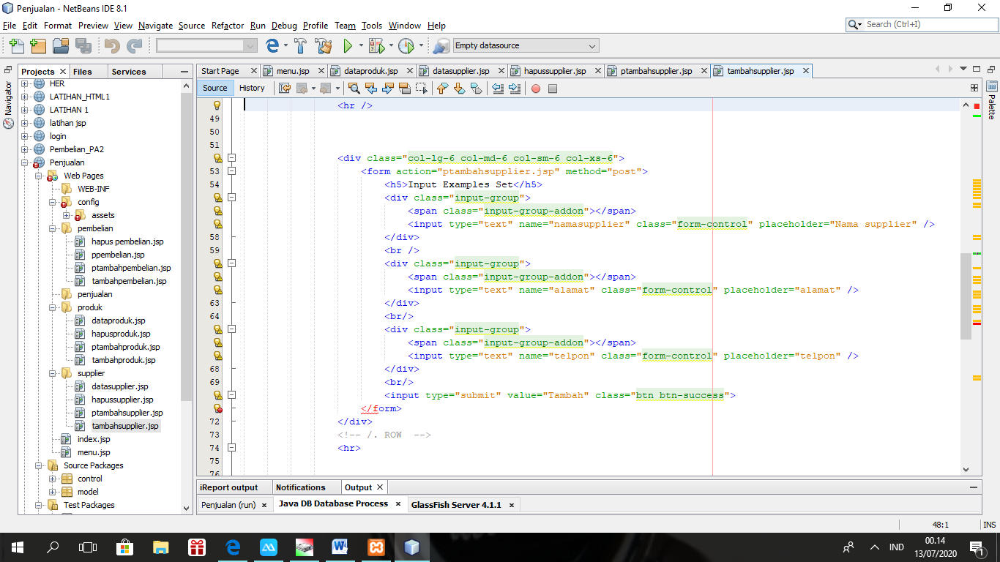 Penjualan - NetBeans IDE 8.1
File Edit Format Preview View Navigate Source Refactor Run Debug Profile Team Tools Window Help
Search (Ctrl+I)
Empty datasource
Projects Files Services
Start Page menu.jsp dataproduk.jsp datasupplier.jsp hapussupplier.jsp ptambahsupplier.jsp tambahsupplier.jsp
Source History
Navigator
Palette
HER
LATIHAN_HTML1
LATIHAN 1
latihan jsp
login
Pembelian_PA2
Penjualan
Web Pages
WEB-INF
config
assets
pembelian
hapus pembelian.jsp
ppembelian.jsp
ptambahpembelian.jsp
tambahpembelian.jsp
penjualan
produk
dataproduk.jsp
hapusproduk.jsp
ptambahproduk.jsp
tambahproduk.jsp
supplier
datasupplier.jsp
hapussupplier.jsp
ptambahsupplier.jsp
tambahsupplier.jsp
index.jsp
menu.jsp
Source Packages
control
model
Test Packages
<hr />
49
50
51
<div class="col-lg-6 col-md-6 col-sm-6 col-xs-6">
53 <form action="ptambahsupplier.jsp" method="post">
54 <h5>Input Examples Set</h5>
<div class="input-group">
<span class="input-group-addon"></span>
<input type="text" name="namasupplier" class="form-control" placeholder="Nama supplier" />
58 </div>
59 <br />
<div class="input-group">
<span class="input-group-addon"></span>
<input type="text" name="alamat" class="form-control" placeholder="alamat" />
63 </div>
64 <br/>
<div class="input-group">
<span class="input-group-addon"></span>
<input type="text" name="telpon" class="form-control" placeholder="telpon" />
68 </div>
69 <br/>
<input type="submit" value="Tambah" class="btn btn-success">
</form>
72 </div>
73 <!-- /. ROW  -->
74 <hr>
75
76
iReport output Notifications Output
Penjualan (run) Java DB Database Process GlassFish Server 4.1.1
48:1 INS
IND
00.14
13/07/2020
1